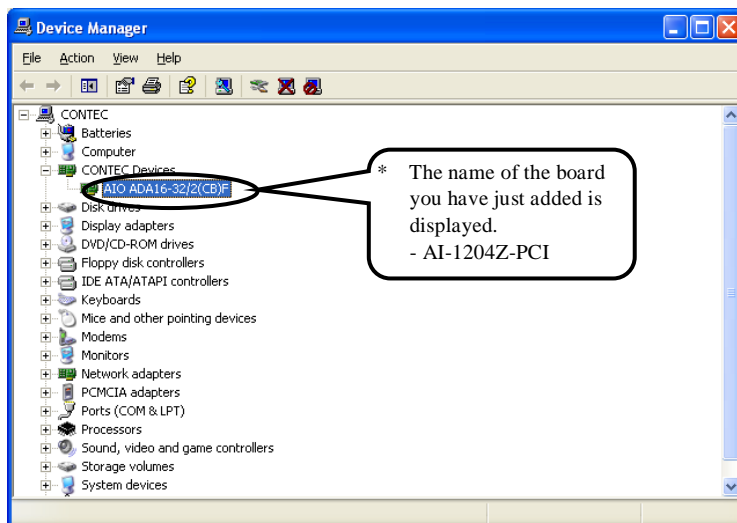 Device Manager
File Action View Help
CONTEC
Batteries
Computer
CONTEC Devices
AIO ADA16-32/2(CB)F
Disk drives
Display adapters
DVD/CD-ROM drives
Floppy disk controllers
IDE ATA/ATAPI controllers
Keyboards
Mice and other pointing devices
Modems
Monitors
Network adapters
PCMCIA adapters
Ports (COM & LPT)
Processors
Sound, video and game controllers
Storage volumes
System devices
* The name of the board
you have just added is
displayed.
- AI-1204Z-PCI